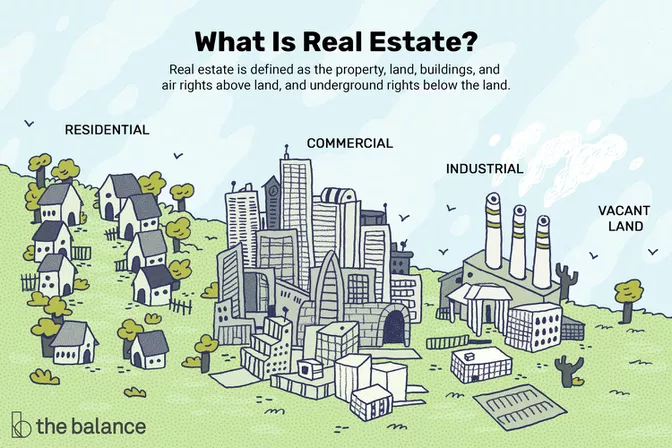 What Is Real Estate?
Real estate is defined as the property, land, buildings, and
air rights above land, and underground rights below the land.
RESIDENTIAL
COMMERCIAL
INDUSTRIAL
VACANT
LAND
the balance